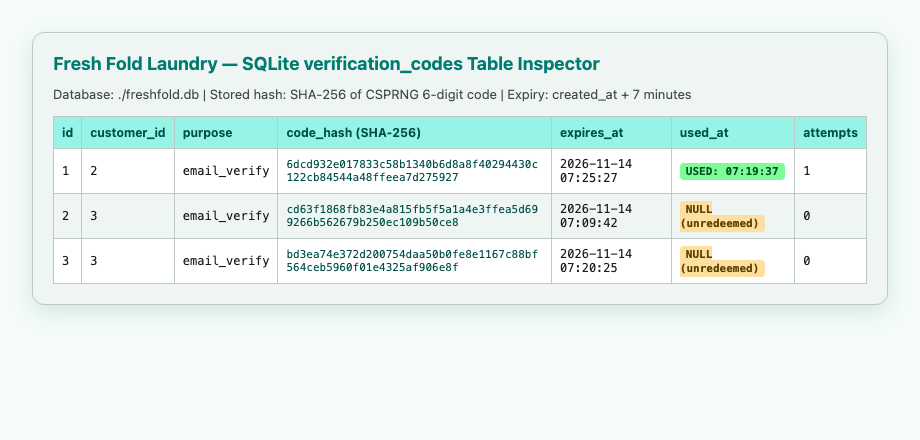 Fresh Fold Laundry — SQLite verification_codes Table Inspector
Database: ./freshfold.db | Stored hash: SHA-256 of CSPRNG 6-digit code | Expiry: created_at + 7 minutes
id customer_id purpose code_hash (SHA-256) expires_at used_at attempts
1 2 email_verify 6dcd932e017833c58b1340b6d8a8f40294430c 2026-11-14 USED: 07:19:37 1
122cb84544a48ffeea7d275927 07:25:27
2 3 email_verify cd63f1868fb83e4a815fb5f5a1a4e3ffea5d69 2026-11-14 NULL 0
9266b562679b250ec109b50ce8 07:09:42 (unredeemed)
3 3 email_verify bd3ea74e372d200754daa50b0fe8e1167c88bf 2026-11-14 NULL 0
564ceb5960f01e4325af906e8f 07:20:25 (unredeemed)